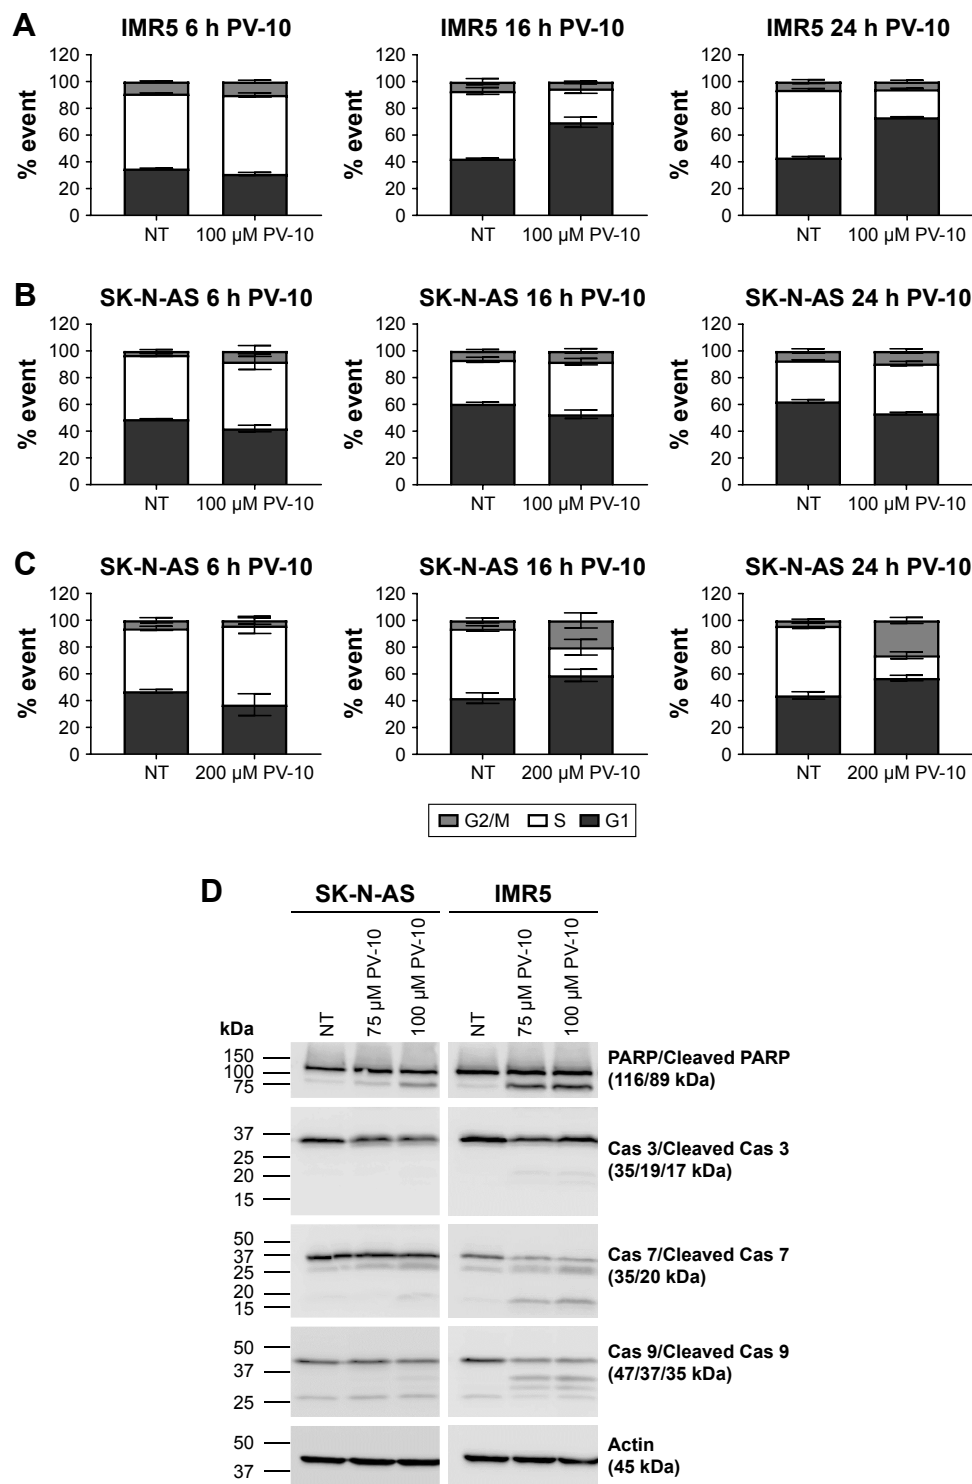 A
IMR5 6 h PV-10
IMR5 16 h PV-10
IMR5 24 h PV-10
% event
120
100
80
60
40
20
0
NT
100 µM PV-10
% event
120
100
80
60
40
20
0
NT
100 µM PV-10
% event
120
100
80
60
40
20
0
NT
100 µM PV-10
B
SK-N-AS 6 h PV-10
SK-N-AS 16 h PV-10
SK-N-AS 24 h PV-10
% event
120
100
80
60
40
20
0
NT
100 µM PV-10
% event
120
100
80
60
40
20
0
NT
100 µM PV-10
% event
120
100
80
60
40
20
0
NT
100 µM PV-10
C
SK-N-AS 6 h PV-10
SK-N-AS 16 h PV-10
SK-N-AS 24 h PV-10
% event
120
100
80
60
40
20
0
NT
200 µM PV-10
% event
120
100
80
60
40
20
0
NT
200 µM PV-10
% event
120
100
80
60
40
20
0
NT
200 µM PV-10
G2/M S G1
D
SK-N-AS
IMR5
NT
75 µM PV-10
100 µM PV-10
NT
75 µM PV-10
100 µM PV-10
kDa
150
100
75
PARP/Cleaved PARP
(116/89 kDa)
37
25
20
15
Cas 3/Cleaved Cas 3
(35/19/17 kDa)
50
37
25
20
15
Cas 7/Cleaved Cas 7
(35/20 kDa)
50
37
25
Cas 9/Cleaved Cas 9
(47/37/35 kDa)
50
37
Actin
(45 kDa)